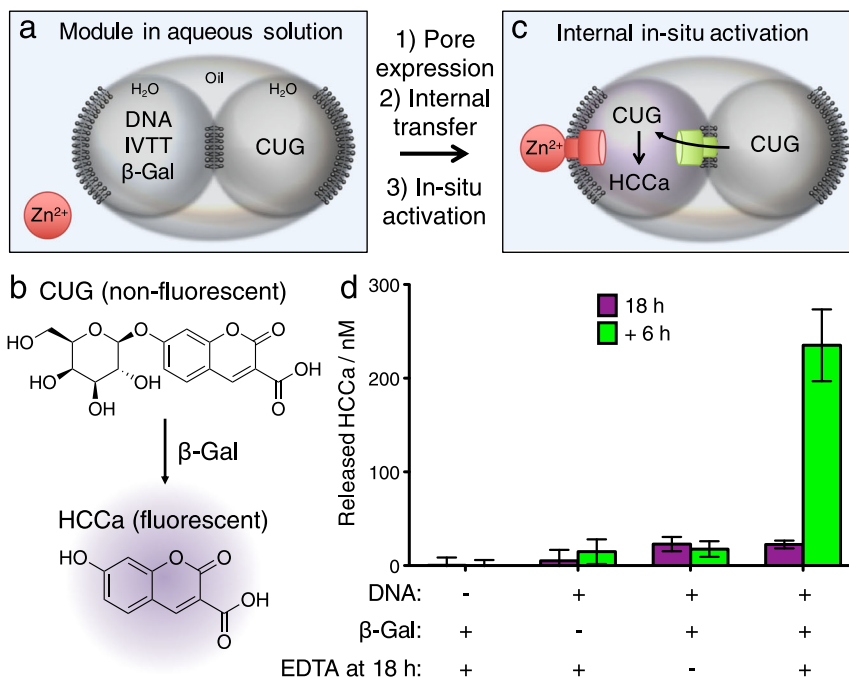 a Module in aqueous solution
Oil
H₂O H₂O
DNA
IVTT
β-Gal
CUG
Zn²⁺
1) Pore
expression
2) Internal
transfer
3) In-situ
activation
c Internal in-situ activation
Zn²⁺
CUG
HCCa
CUG
b CUG (non-fluorescent)
HO
O
O
O
O
HO
OH
OH
OH
O
β-Gal
HCCa (fluorescent)
HO
O
O
OH
O
d
Released HCCa / nM
300
200
100
0
18 h
+ 6 h
DNA: - + + +
β-Gal: + - + +
EDTA at 18 h: + + - +